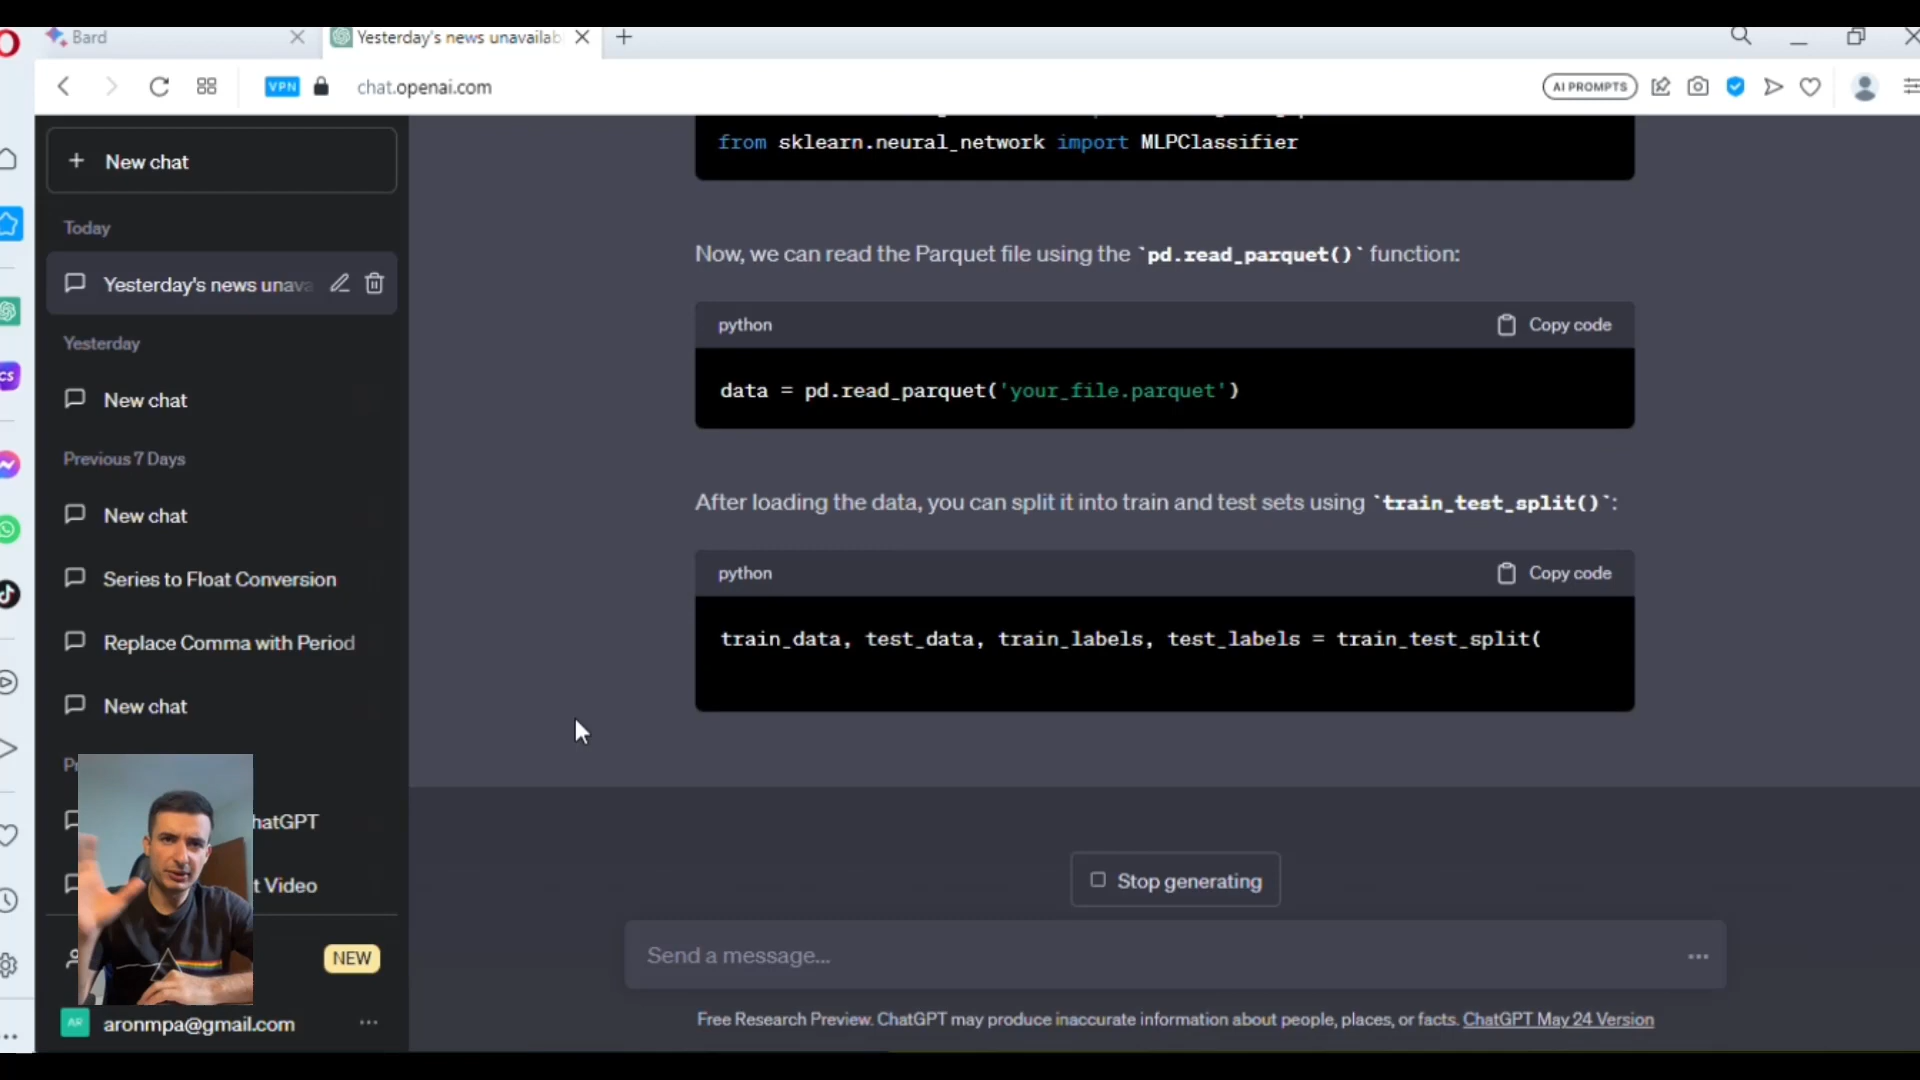 Bard
Yesterday's news unavailab
VPN
chat.openai.com
AI PROMPTS
New chat
Today
Yesterday's news unava
Yesterday
New chat
Previous 7 Days
New chat
Series to Float Conversion
Replace Comma with Period
New chat
hatGPT
t Video
NEW
AR
aronmpa@gmail.com
CS
from sklearn.neural_network import MLPClassifier
Now, we can read the Parquet file using the `pd.read_parquet()` function:
python
Copy code
data = pd.read_parquet('your_file.parquet')
After loading the data, you can split it into train and test sets using `train_test_split()`:
python
Copy code
train_data, test_data, train_labels, test_labels = train_test_split(
Stop generating
Send a message...
Free Research Preview. ChatGPT may produce inaccurate information about people, places, or facts. ChatGPT May 24 Version